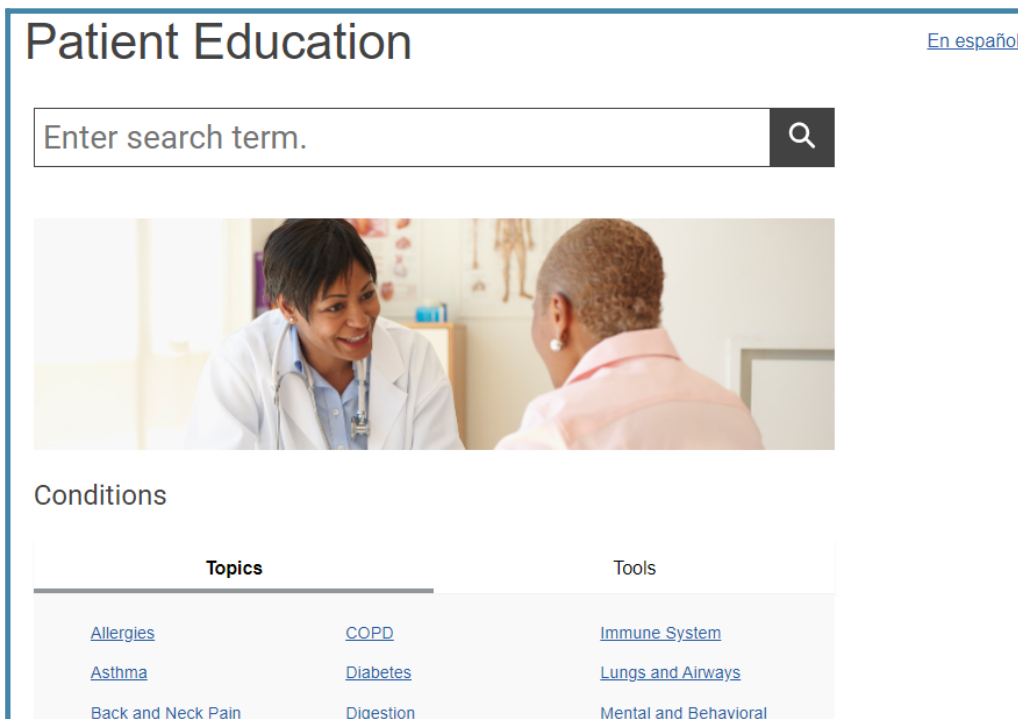 Patient Education
En español
Enter search term.
Conditions
Topics Tools
Allergies COPD Immune System
Asthma Diabetes Lungs and Airways
Back and Neck Pain Digestion Mental and Behavioral